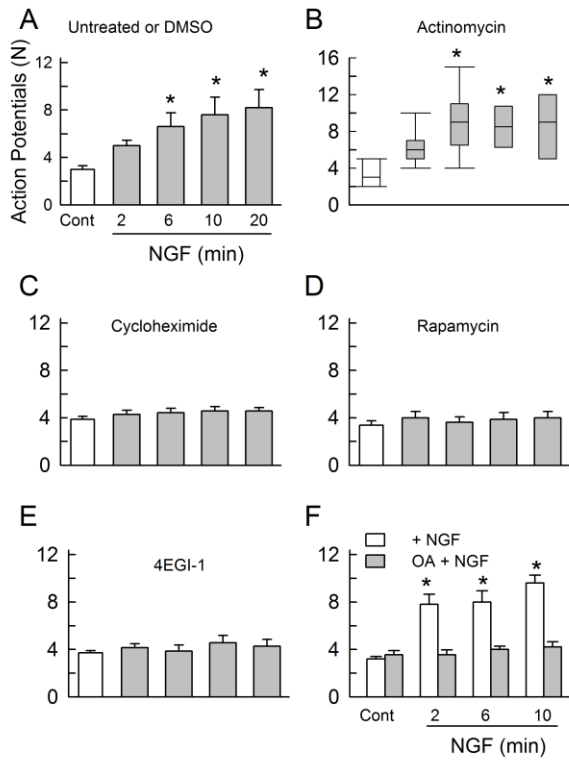 A
Untreated or DMSO
Action Potentials (N)
12
8
4
0
*
*
*
Cont
2
6
10
20
NGF (min)
B
Actinomycin
16
12
8
4
0
*
*
*
C
Cycloheximide
12
8
4
0
D
Rapamycin
12
8
4
0
E
4EGI-1
12
8
4
0
F
+ NGF
OA + NGF
12
8
4
0
*
*
*
Cont
2
6
10
NGF (min)